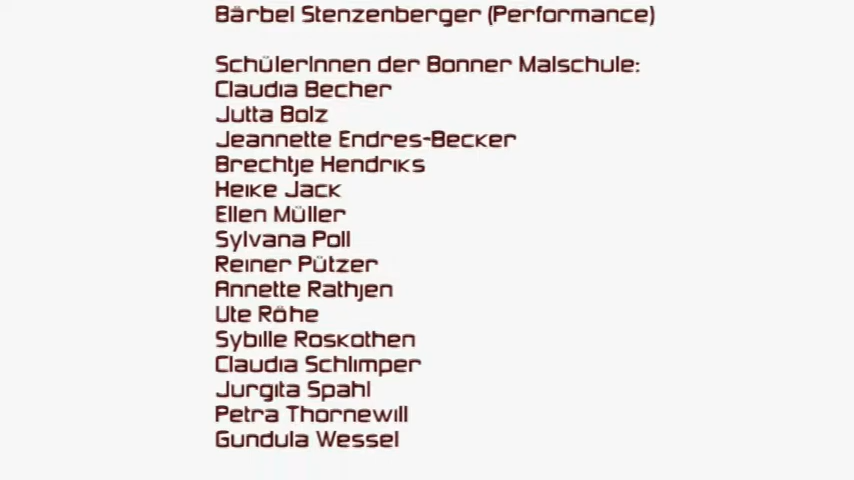 Bärbel Stenzenberger (Performance)
SchülerInnen der Bonner Malschule:
Claudia Becher
Jutta Bolz
Jeannette Endres-Becker
Brechtje Hendriks
Heike Jack
Ellen Müller
Sylvana Poll
Reiner Pützer
Annette Rathjen
Ute Röhe
Sybille Roskothen
Claudia Schlimper
Jurgita Spahl
Petra Thornewill
Gundula Wessel